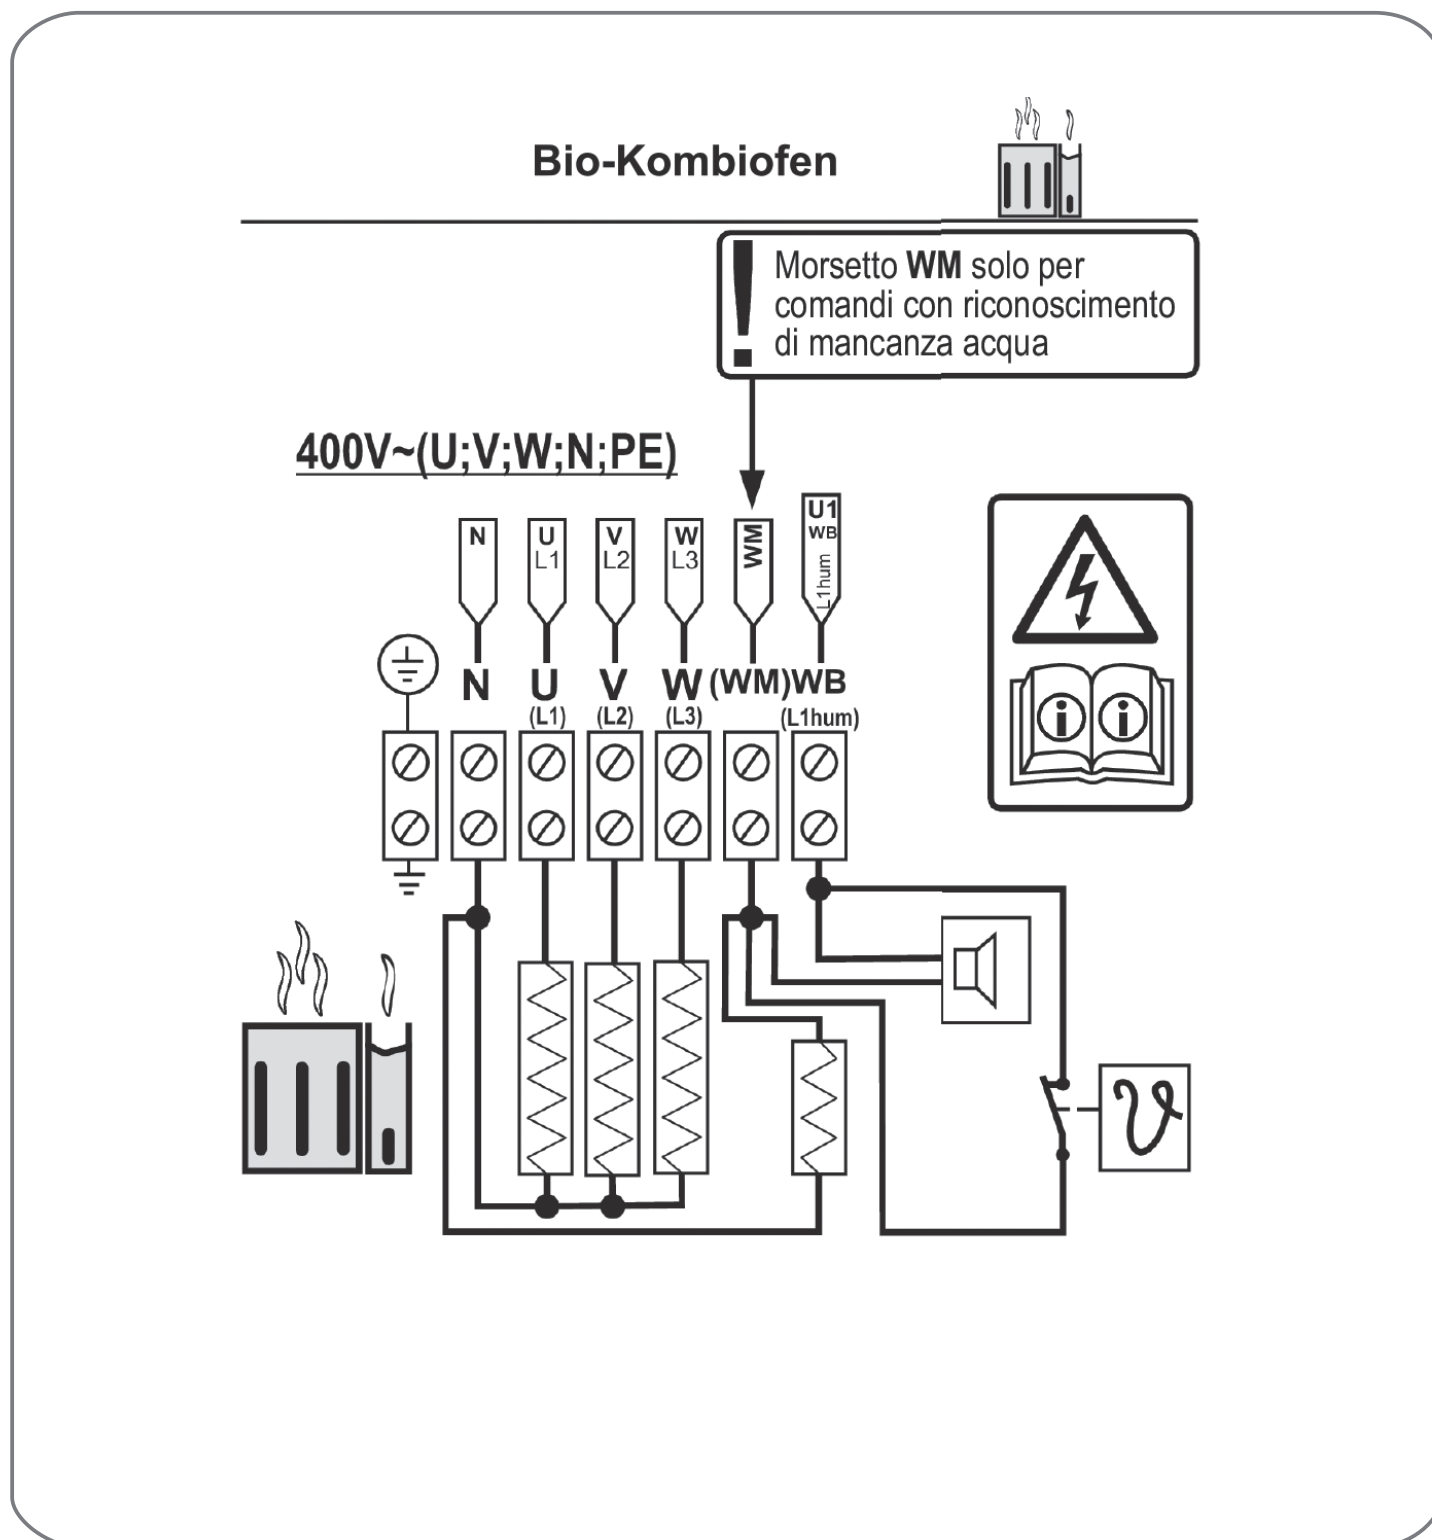 Bio-Kombiofen
Morsetto WM solo per
comandi con riconoscimento
di mancanza acqua
400V~(U;V;W;N;PE)
N
U
L1
V
L2
W
L3
WM
U1
WB
L1hum
N U V W (WM) WB
(L1) (L2) (L3) (L1hum)